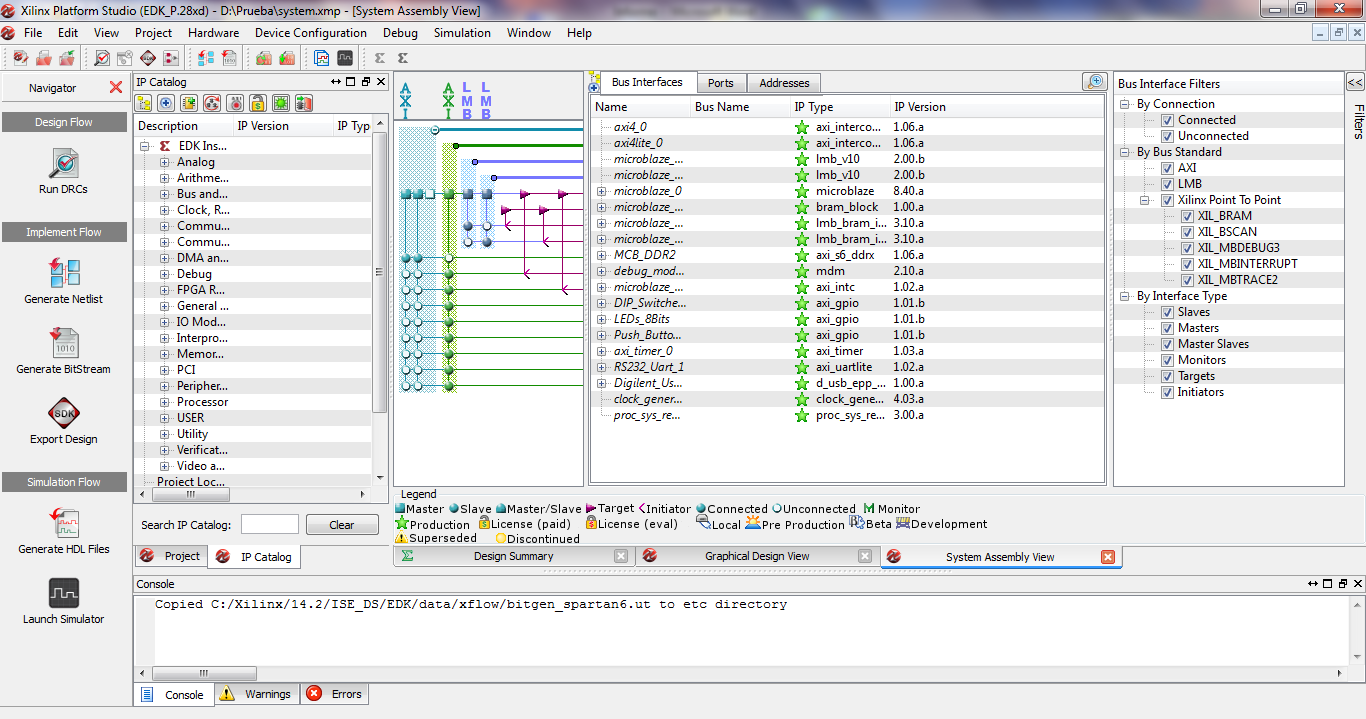 Xilinx Platform Studio (EDK_P.28xd) - D:\Prueba\system.xmp - [System Assembly View]
File Edit View Project Hardware Device Configuration Debug Simulation Window Help
Navigator
Design Flow
Run DRCs
Implement Flow
Generate Netlist
1010
Generate BitStream
SDK
Export Design
Simulation Flow
Generate HDL Files
Launch Simulator
IP Catalog
Description IP Version IP Typ
EDK Ins...
Analog
Arithme...
Bus and...
Clock, R...
Commu...
Commu...
DMA an...
Debug
FPGA R...
General ...
IO Mod...
Interpro...
Memor...
PCI
Peripher...
Processor
USER
Utility
Verificat...
Video a...
Project Loc...
Search IP Catalog: Clear
Project IP Catalog
AXI AXI LMB LMB
Bus Interfaces Ports Addresses
Name Bus Name IP Type IP Version
axi4_0 axi_interco... 1.06.a
axi4lite_0 axi_interco... 1.06.a
microblaze_... lmb_v10 2.00.b
microblaze_... lmb_v10 2.00.b
microblaze_0 microblaze 8.40.a
microblaze_... bram_block 1.00.a
microblaze_... lmb_bram_i... 3.10.a
microblaze_... lmb_bram_i... 3.10.a
MCB_DDR2 axi_s6_ddrx 1.06.a
debug_mod... mdm 2.10.a
microblaze_... axi_intc 1.02.a
DIP_Switche... axi_gpio 1.01.b
LEDs_8Bits axi_gpio 1.01.b
Push_Butto... axi_gpio 1.01.b
axi_timer_0 axi_timer 1.03.a
RS232_Uart_1 axi_uartlite 1.02.a
Digilent_Us... d_usb_epp_... 1.00.a
clock_gener... clock_gene... 4.03.a
proc_sys_re... proc_sys_re... 3.00.a
Legend
Master Slave Master/Slave Target Initiator Connected Unconnected M Monitor
Production License (paid) License (eval) Local Pre Production Beta Development
Superseded Discontinued
Design Summary Graphical Design View System Assembly View
Bus Interface Filters
By Connection
Connected
Unconnected
By Bus Standard
AXI
LMB
Xilinx Point To Point
XIL_BRAM
XIL_BSCAN
XIL_MBDEBUG3
XIL_MBINTERRUPT
XIL_MBTRACE2
By Interface Type
Slaves
Masters
Master Slaves
Monitors
Targets
Initiators
<<
Filters
Console
Copied C:/Xilinx/14.2/ISE_DS/EDK/data/xflow/bitgen_spartan6.ut to etc directory
Console Warnings Errors